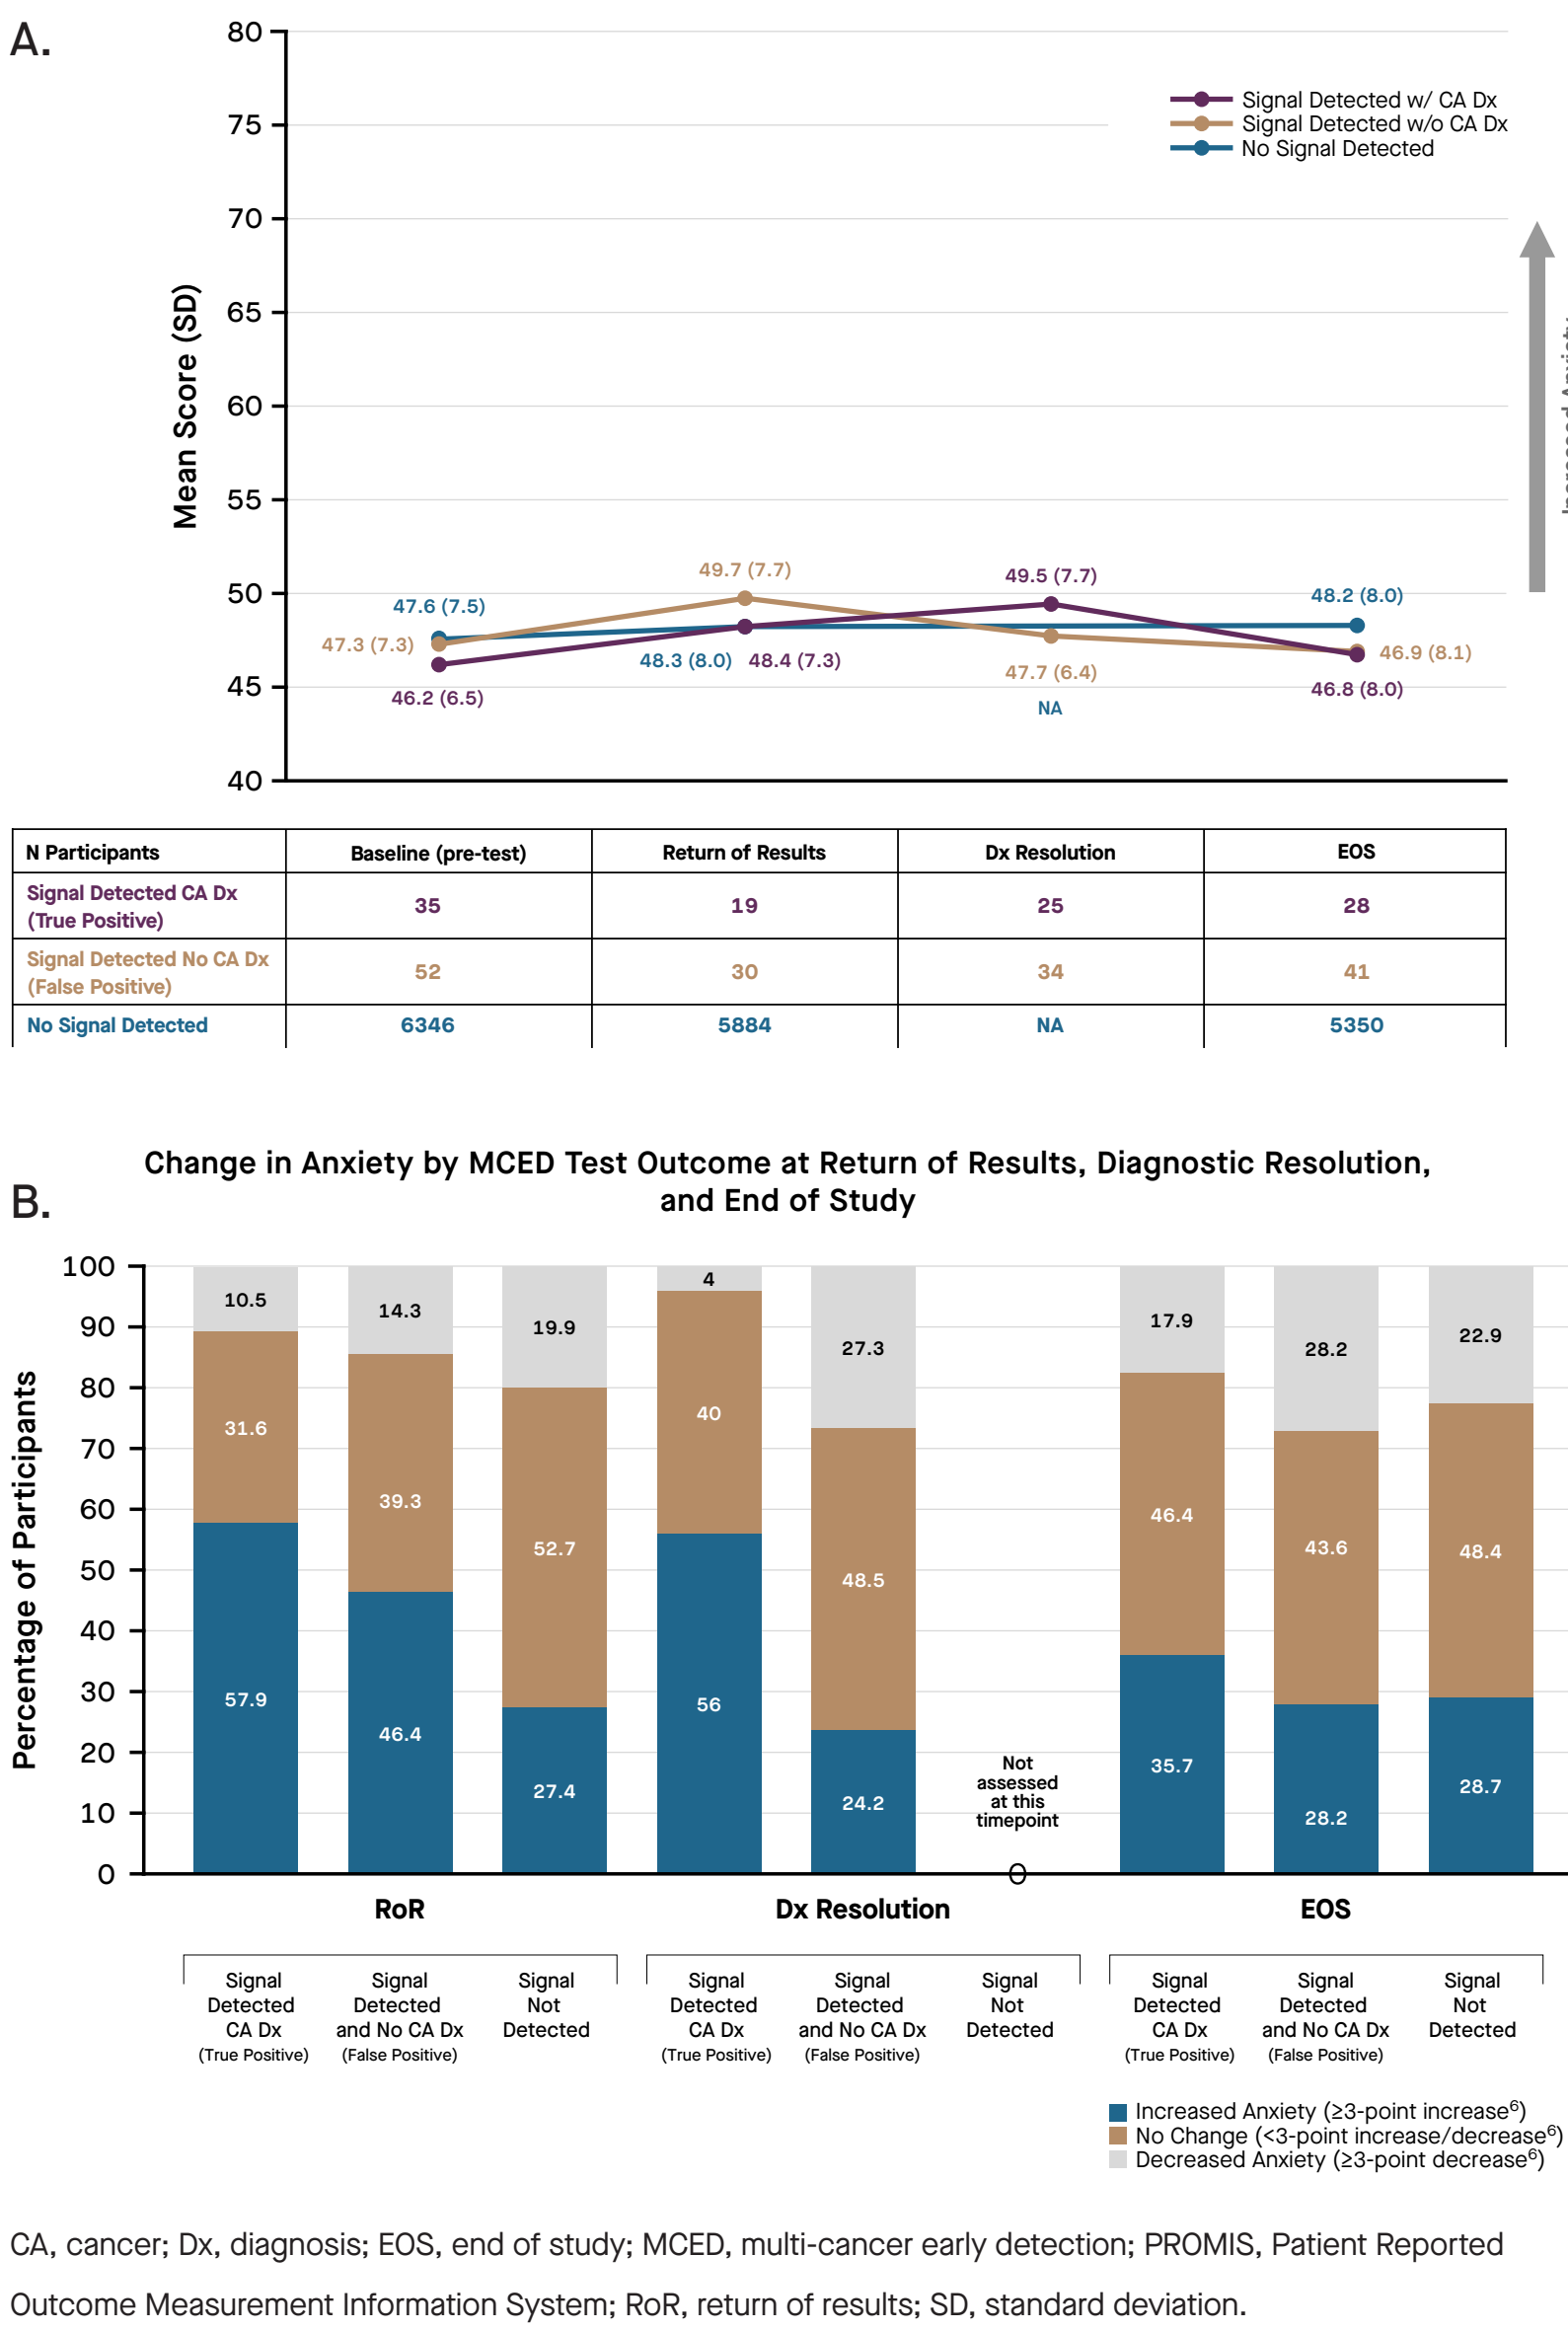 A.
80
75
70
65
60
55
50
45
40
Mean Score (SD)
Signal Detected w/ CA Dx
Signal Detected w/o CA Dx
No Signal Detected
49.7 (7.7)
49.5 (7.7)
47.6 (7.5)
48.2 (8.0)
47.3 (7.3)
48.3 (8.0)
48.4 (7.3)
46.9 (8.1)
47.7 (6.4)
46.2 (6.5)
46.8 (8.0)
NA
N Participants Baseline (pre-test) Return of Results Dx Resolution EOS
Signal Detected CA Dx
(True Positive) 35 19 25 28
Signal Detected No CA Dx
(False Positive) 52 30 34 41
No Signal Detected 6346 5884 NA 5350
Change in Anxiety by MCED Test Outcome at Return of Results, Diagnostic Resolution,
and End of Study
B.
Percentage of Participants
100
90
80
70
60
50
40
30
20
10
0
10.5
31.6
57.9
14.3
39.3
46.4
19.9
52.7
27.4
4
40
56
27.3
48.5
24.2
Not
assessed
at this
timepoint
0
17.9
46.4
35.7
28.2
43.6
28.2
22.9
48.4
28.7
RoR
Dx Resolution
EOS
Signal
Detected
CA Dx
(True Positive)
Signal
Detected
and No CA Dx
(False Positive)
Signal
Not
Detected
Signal
Detected
CA Dx
(True Positive)
Signal
Detected
and No CA Dx
(False Positive)
Signal
Not
Detected
Signal
Detected
CA Dx
(True Positive)
Signal
Detected
and No CA Dx
(False Positive)
Signal
Not
Detected
Increased Anxiety (≥3-point increase⁶)
No Change (<3-point increase/decrease⁶)
Decreased Anxiety (≥3-point decrease⁶)
CA, cancer; Dx, diagnosis; EOS, end of study; MCED, multi-cancer early detection; PROMIS, Patient Reported
Outcome Measurement Information System; RoR, return of results; SD, standard deviation.